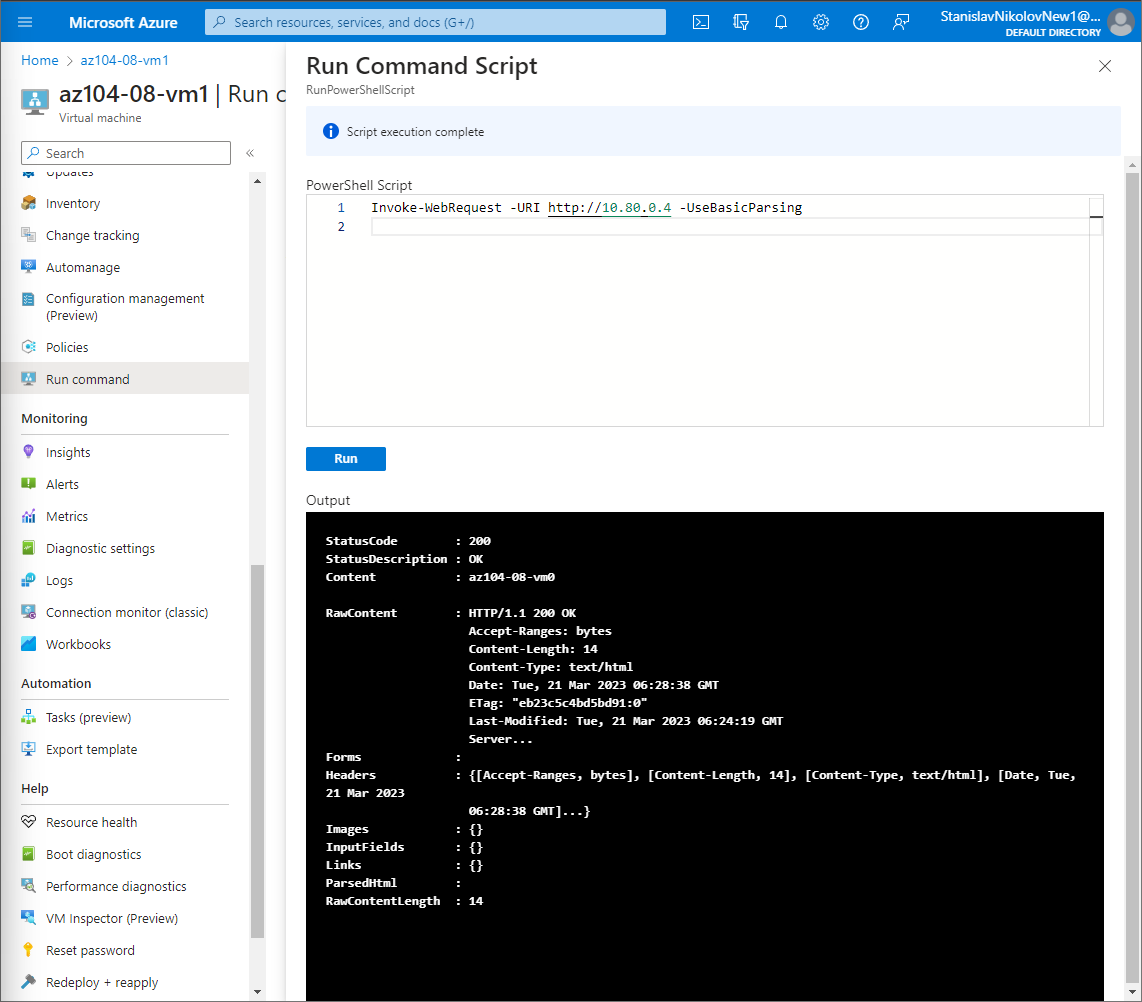 Microsoft Azure
Search resources, services, and docs (G+/)
StanislavNikolovNew1@...
DEFAULT DIRECTORY
Home > az104-08-vm1
az104-08-vm1 | Run c
Virtual machine
Search
«
Updates
Inventory
Change tracking
Automanage
Configuration management
(Preview)
Policies
Run command
Monitoring
Insights
Alerts
Metrics
Diagnostic settings
Logs
Connection monitor (classic)
Workbooks
Automation
Tasks (preview)
Export template
Help
Resource health
Boot diagnostics
Performance diagnostics
VM Inspector (Preview)
Reset password
Redeploy + reapply
Run Command Script
RunPowerShellScript
Script execution complete
PowerShell Script
1 Invoke-WebRequest -URI http://10.80.0.4 -UseBasicParsing
2
Run
Output
StatusCode : 200
StatusDescription : OK
Content : az104-08-vm0
RawContent : HTTP/1.1 200 OK
Accept-Ranges: bytes
Content-Length: 14
Content-Type: text/html
Date: Tue, 21 Mar 2023 06:28:38 GMT
ETag: "eb23c5c4bd5bd91:0"
Last-Modified: Tue, 21 Mar 2023 06:24:19 GMT
Server...
Forms :
Headers : {[Accept-Ranges, bytes], [Content-Length, 14], [Content-Type, text/html], [Date, Tue,
21 Mar 2023
06:28:38 GMT]...}
Images : {}
InputFields : {}
Links : {}
ParsedHtml :
RawContentLength : 14